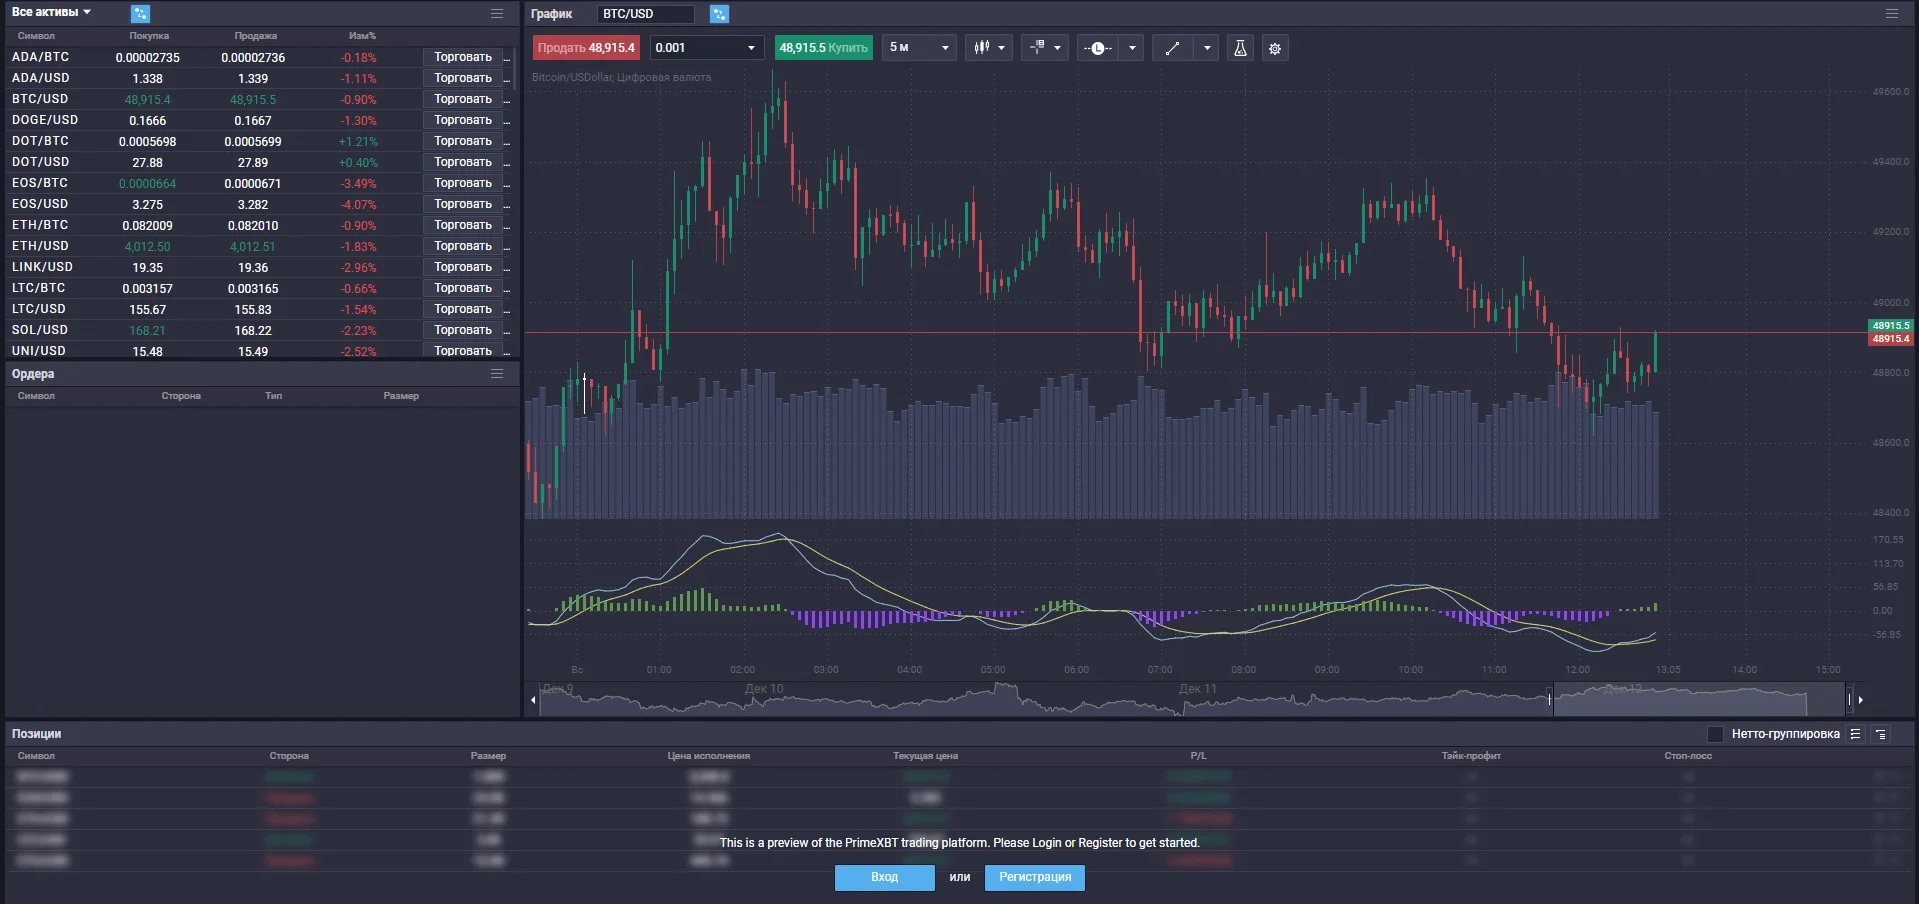 Все активы
Символ Покупка Продажа Изм%
ADA/BTC 0.00002735 0.00002736 -0.18% Торговать ...
ADA/USD 1.338 1.339 -1.11% Торговать ...
BTC/USD 48,915.4 48,915.5 -0.90% Торговать ...
DOGE/USD 0.1666 0.1667 -1.30% Торговать ...
DOT/BTC 0.0005698 0.0005699 +1.21% Торговать ...
DOT/USD 27.88 27.89 +0.40% Торговать ...
EOS/BTC 0.0000664 0.0000671 -3.49% Торговать ...
EOS/USD 3.275 3.282 -4.07% Торговать ...
ETH/BTC 0.082009 0.082010 -0.90% Торговать ...
ETH/USD 4,012.50 4,012.51 -1.83% Торговать ...
LINK/USD 19.35 19.36 -2.96% Торговать ...
LTC/BTC 0.003157 0.003165 -0.66% Торговать ...
LTC/USD 155.67 155.83 -1.54% Торговать ...
SOL/USD 168.21 168.22 -2.23% Торговать ...
UNI/USD 15.48 15.49 -2.52% Торговать ...
Ордера
Символ Сторона Тип Размер
График BTC/USD
Продать 48,915.4 0.001 48,915.5 Купить 5 м L
Bitcoin/USDollar, Цифровая валюта
49600.0
49400.0
49200.0
49000.0
48915.5
48915.4
48800.0
48600.0
48400.0
170.55
113.70
56.85
0.00
-56.85
Вс 01:00 02:00 03:00 04:00 05:00 06:00 07:00 08:00 09:00 10:00 11:00 12:00 13:05 14:00 15:00
Дек 9 Дек 10 Дек 11 Дек 12
Позиции Нетто-группировка
Символ Сторона Размер Цена исполнения Текущая цена P/L Тэйк-профит Стоп-лосс
This is a preview of the PrimeXBT trading platform. Please Login or Register to get started.
Вход или Регистрация